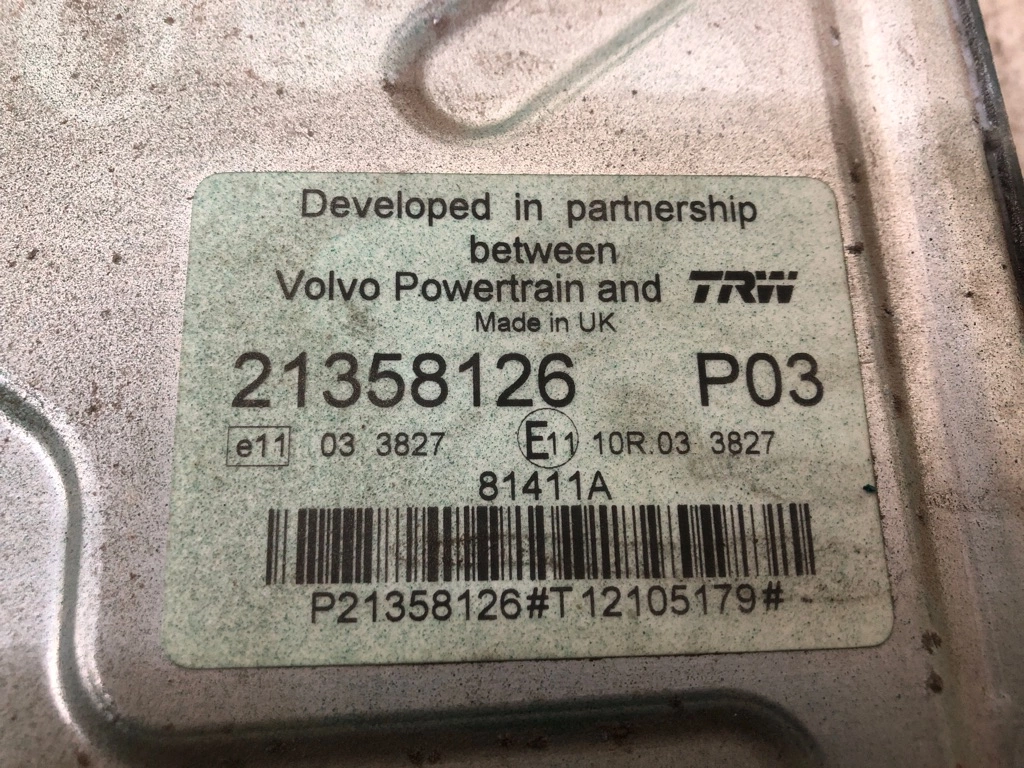 Developed in partnership
between
Volvo Powertrain and TRW
Made in UK
21358126 P03
e11 03 3827 E11 10R.03 3827
81411A
P21358126#T12105179#